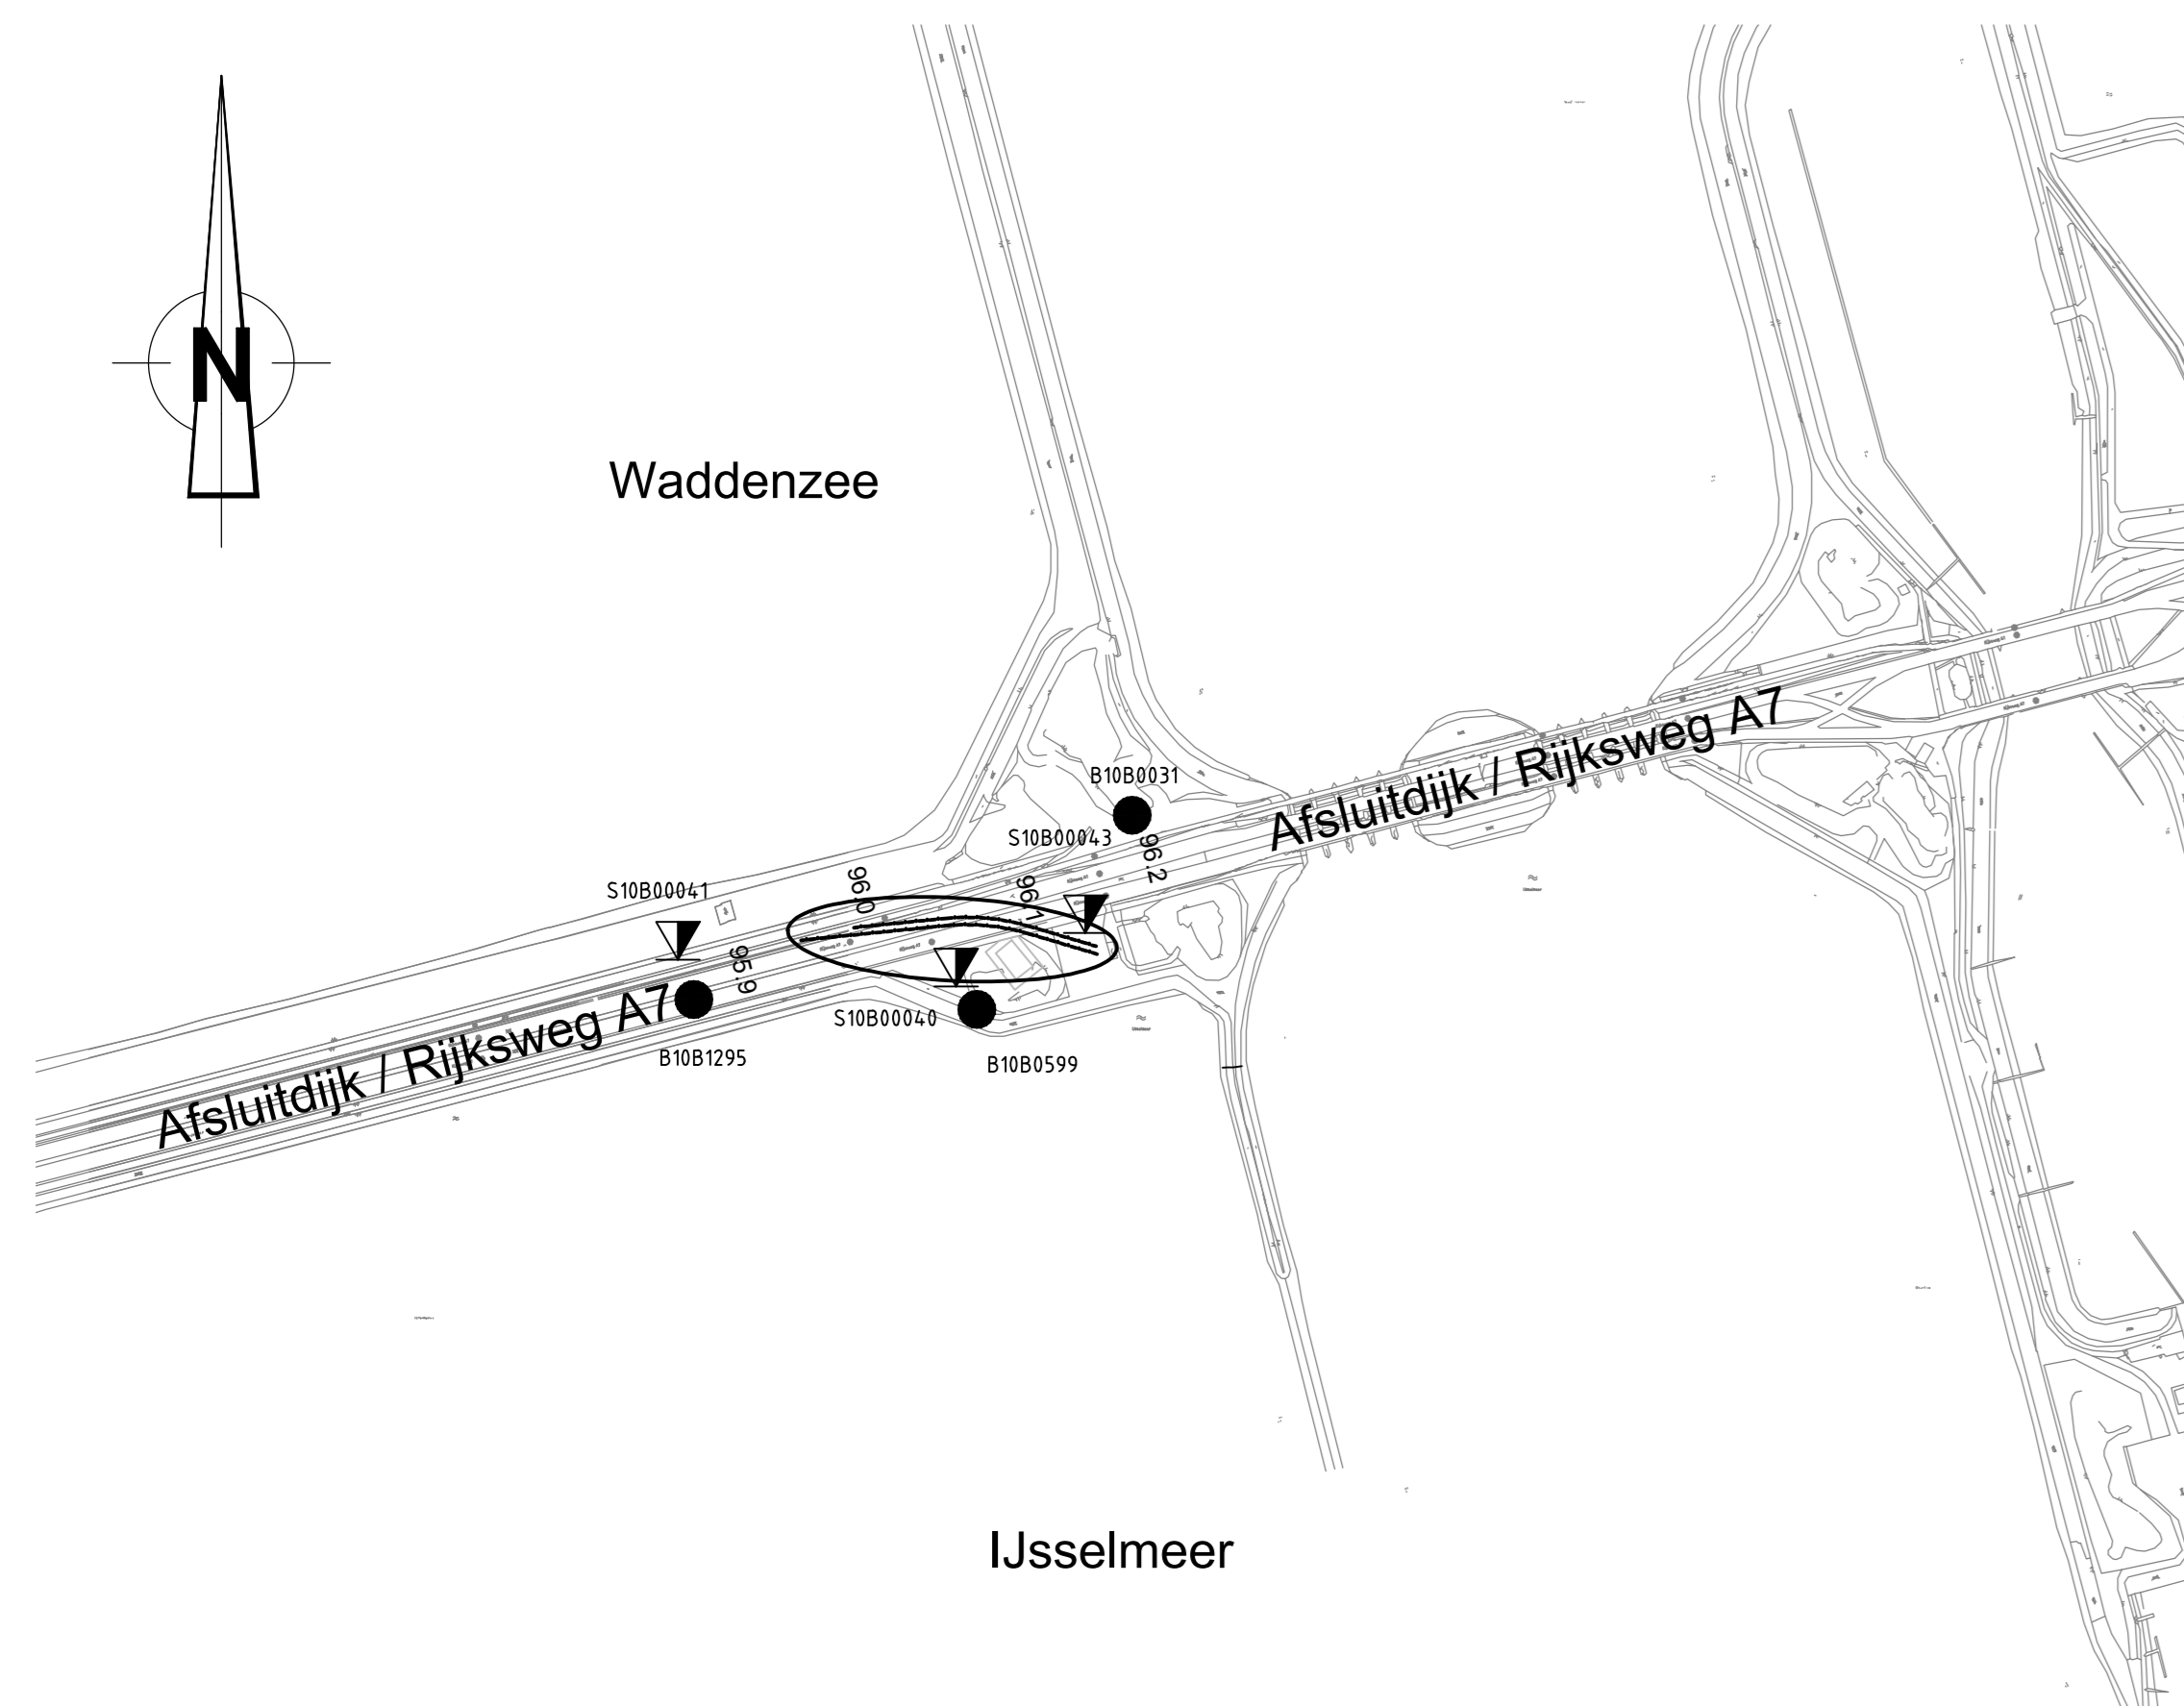 N
Waddenzee
B10B0031
S10B00043
96.2
Afsluitdijk / Rijksweg A7
S10B00041
96.0
96.1
95.9
Afsluitdijk / Rijksweg A7
S10B00040
B10B1295
B10B0599
IJsselmeer